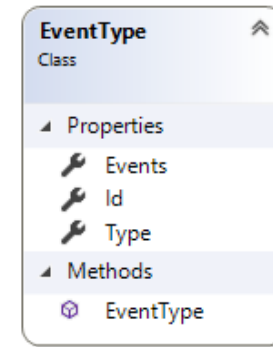 EventType
Class
Properties
Events
Id
Type
Methods
EventType